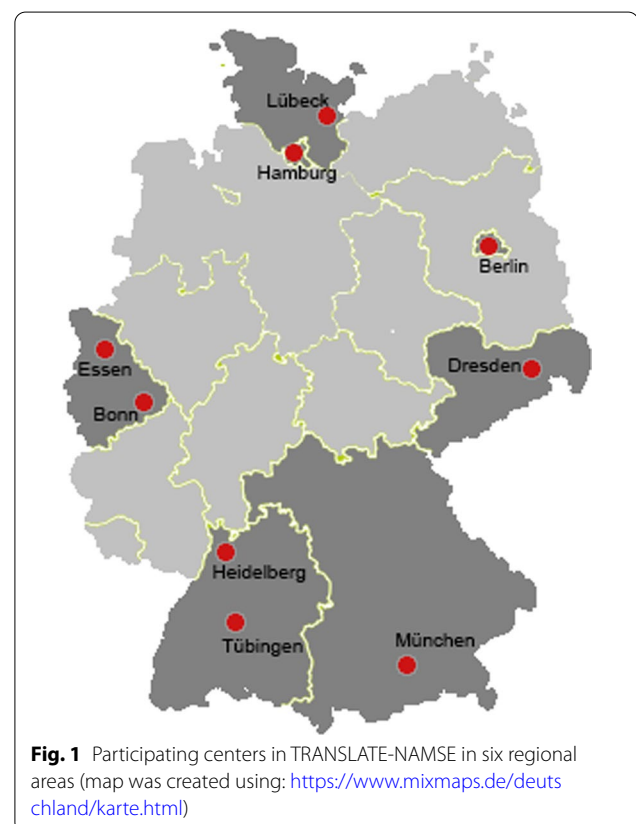 Lübeck
Hamburg
Berlin
Essen
Dresden
Bonn
Heidelberg
Tübingen
München
Fig. 1 Participating centers in TRANSLATE-NAMSE in six regional
areas (map was created using: https://www.mixmaps.de/deuts
chland/karte.html)